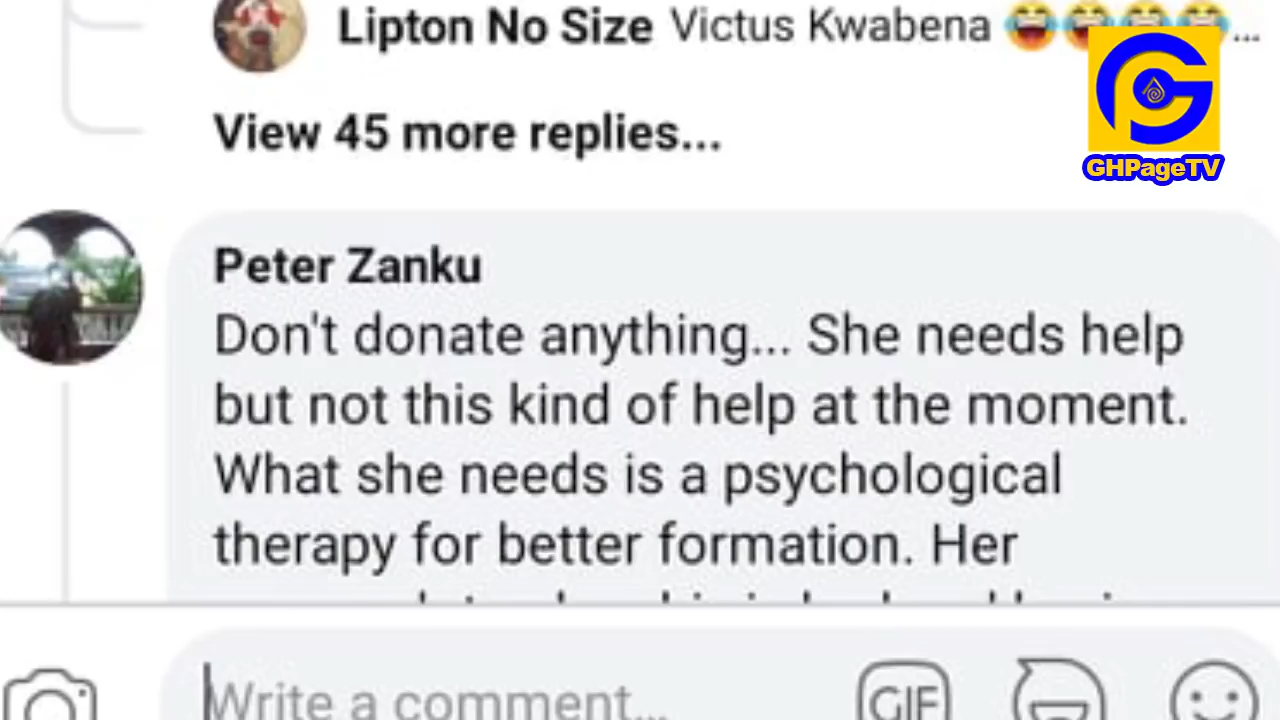 Lipton No Size Victus Kwabena 😂😂😂😂...
GHPageTV
View 45 more replies...
Peter Zanku
Don't donate anything... She needs help
but not this kind of help at the moment.
What she needs is a psychological
therapy for better formation. Her
Write a comment...
GIF